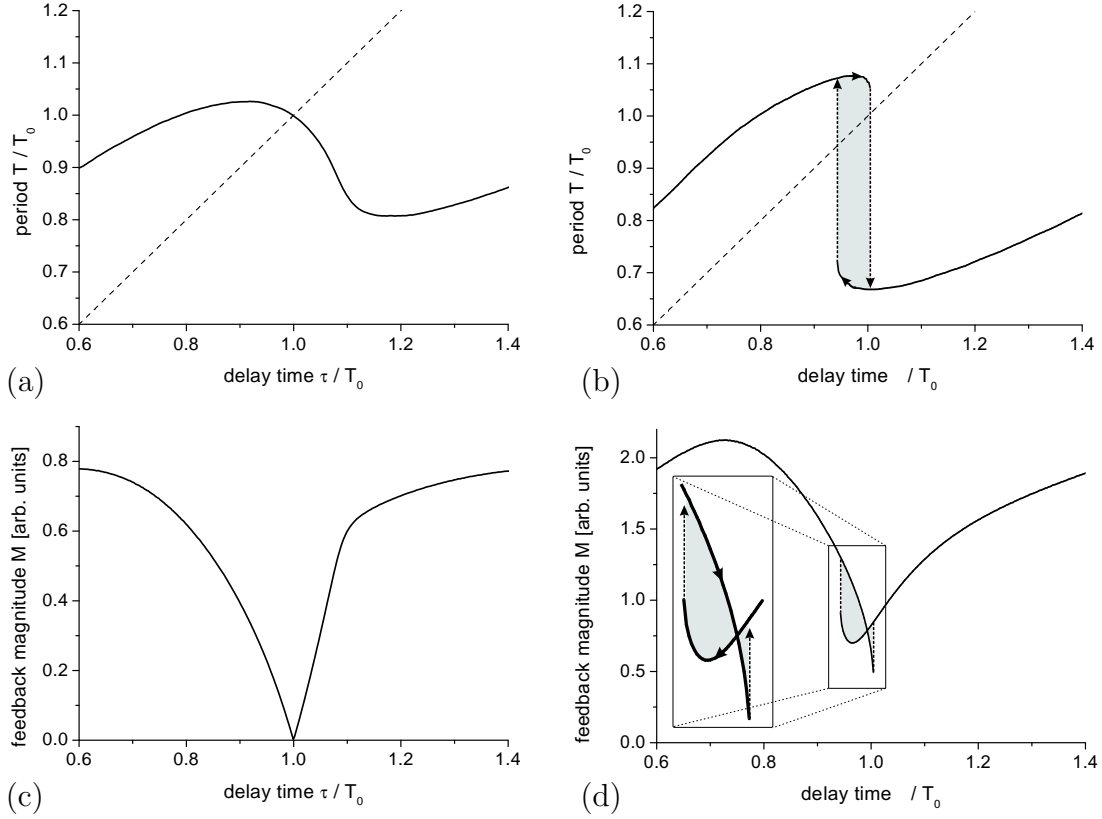 1.2
1.1
1.0
0.9
0.8
0.7
0.6
period T / T0
0.6 0.8 1.0 1.2 1.4
delay time τ / T0
(a)
1.2
1.1
1.0
0.9
0.8
0.7
0.6
period T / T0
0.6 0.8 1.0 1.2 1.4
delay time / T0
(b)
0.8
0.6
0.4
0.2
0.0
feedback magnitude M [arb. units]
0.6 0.8 1.0 1.2 1.4
delay time τ / T0
(c)
2.0
1.5
1.0
0.5
0.0
feedback magnitude M [arb. units]
0.6 0.8 1.0 1.2 1.4
delay time / T0
(d)